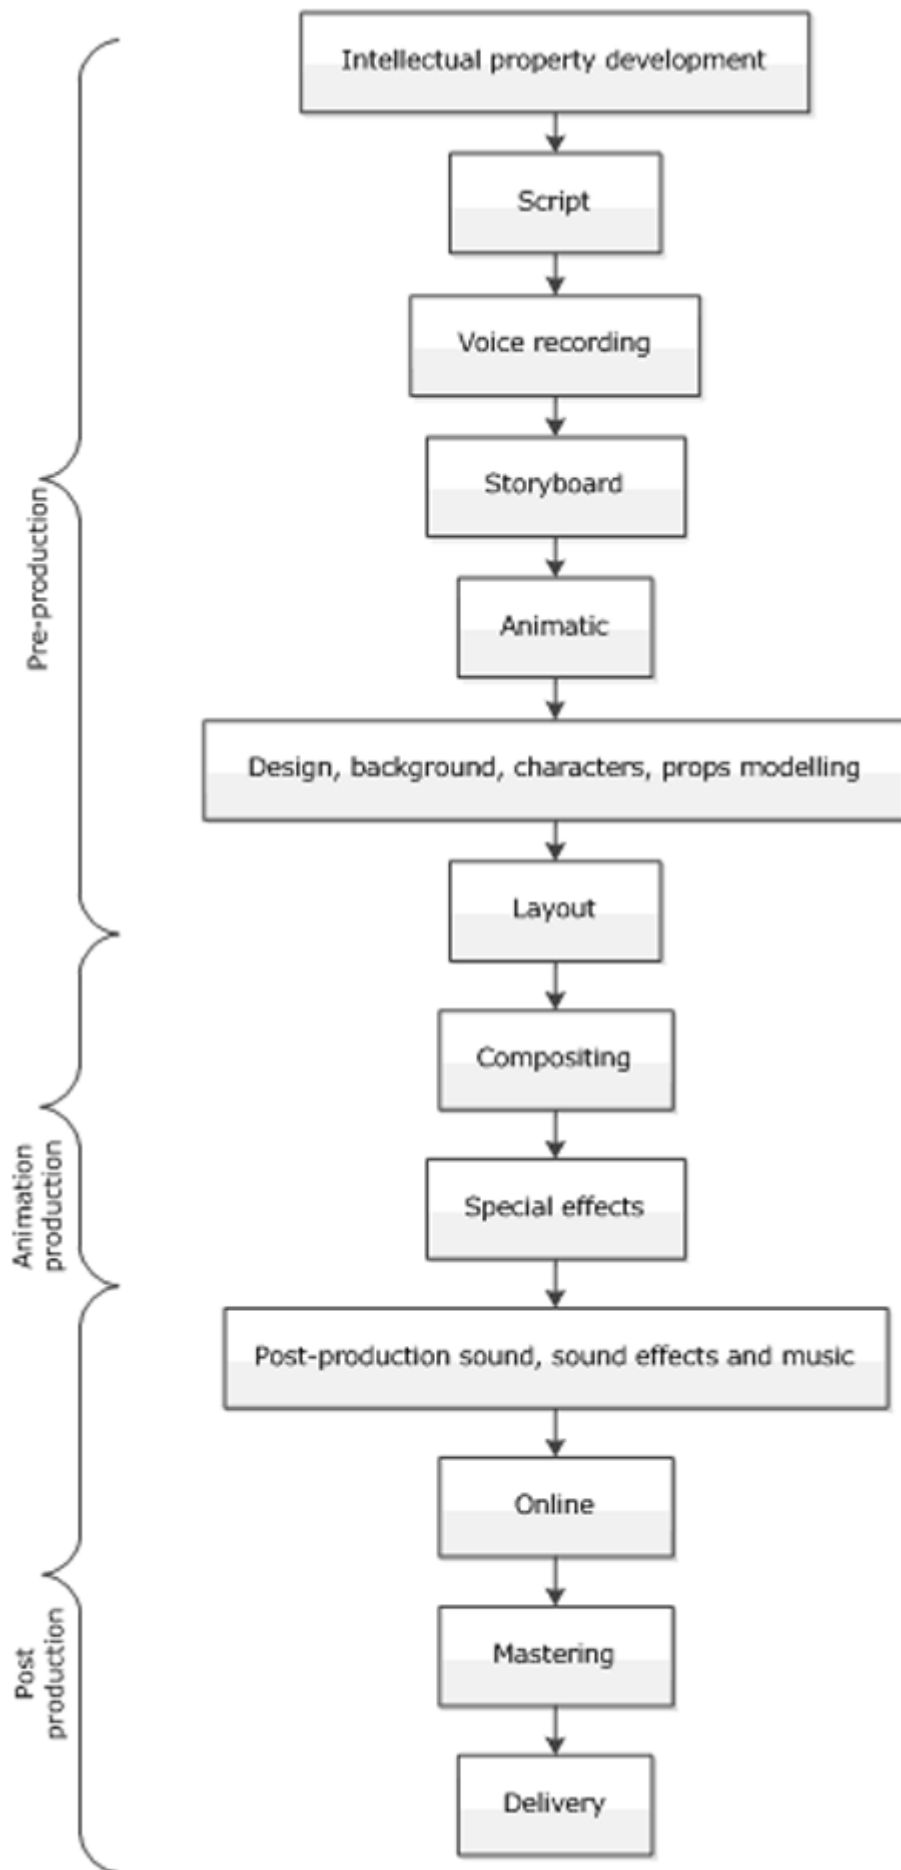 Intellectual property development
Script
Voice recording
Storyboard
Animatic
Design, background, characters, props modelling
Layout
Compositing
Special effects
Post-production sound, sound effects and music
Online
Mastering
Delivery
Pre-production
Animation
production
Post
production